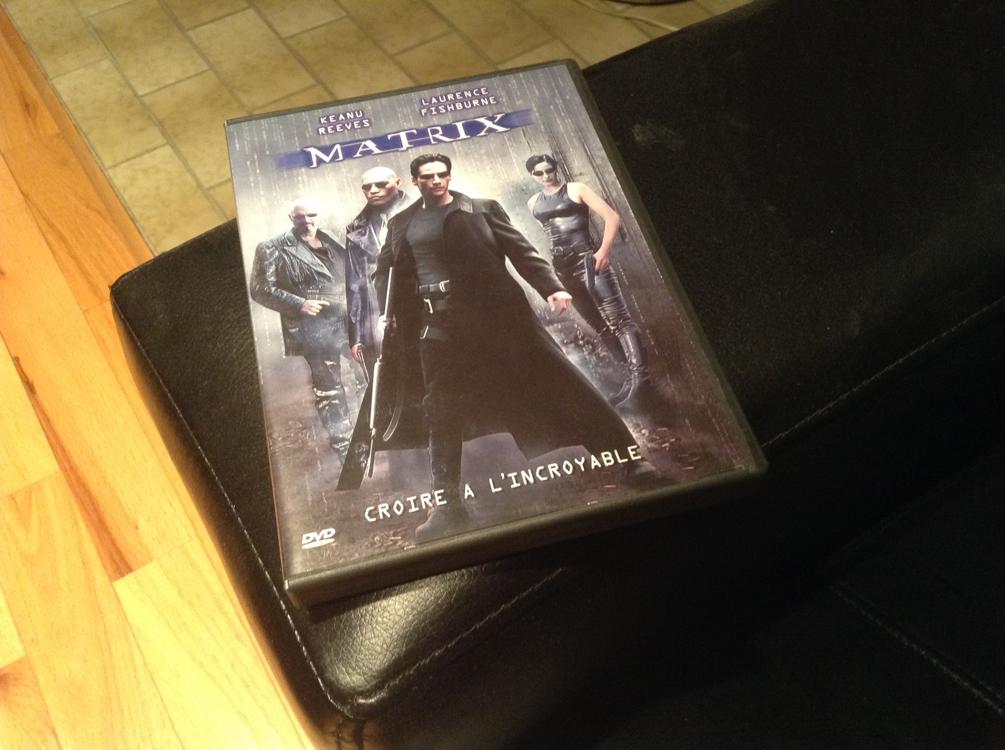 KEANU
REEVES
LAURENCE
FISHBURNE
MATRIX
CROIRE A L'INCROYABLE
DVD